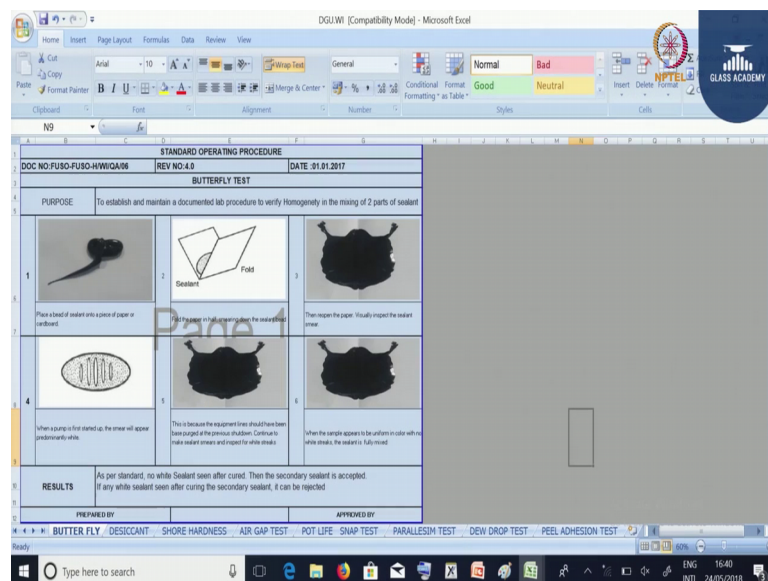 DGU.WI [Compatibility Mode] - Microsoft Excel
Home Insert Page Layout Formulas Data Review View
Cut
Copy
Format Painter
Paste
Arial 10
Wrap Text
Merge & Center
General
Conditional Formatting
Format as Table
Normal Bad
Good Neutral
Insert Delete Format
Clipboard Font Alignment Number Styles Cells
NPTEL
GLASS ACADEMY
N9
STANDARD OPERATING PROCEDURE
DOC NO:FUSO-FUSO-H/WI/QA/06 REV NO:4.0 DATE :01.01.2017
BUTTERFLY TEST
PURPOSE To establish and maintain a documented lab procedure to verify Homogenety in the mixing of 2 parts of sealant
1 2 3
Sealant Fold
Place a bead of sealant onto a piece of paper or cardboard.
Fold the paper in half, smearing down the sealant bead
Then reopen the paper. Visually inspect the sealant smear.
Page 1
4 5 6
When a pump is first started up, the smear will appear predominantly white.
This is because the equipment lines should have been base purged at the previous shutdown. Continue to make sealant smears and inspect for white streaks
When the sample appears to be uniform in color with no white streaks, the sealant is fully mixed
RESULTS
As per standard, no white Sealant seen after cured. Then the secondary sealant is accepted.
If any white sealant seen after curing the secondary sealant, it can be rejected
PREPARED BY APPROVED BY
BUTTER FLY DESICCANT SHORE HARDNESS AIR GAP TEST POT LIFE SNAP TEST PARALLESIM TEST DEW DROP TEST PEEL ADHESION TEST
Ready 60%
Type here to search
ENG 16:40
INTL 24/05/2018